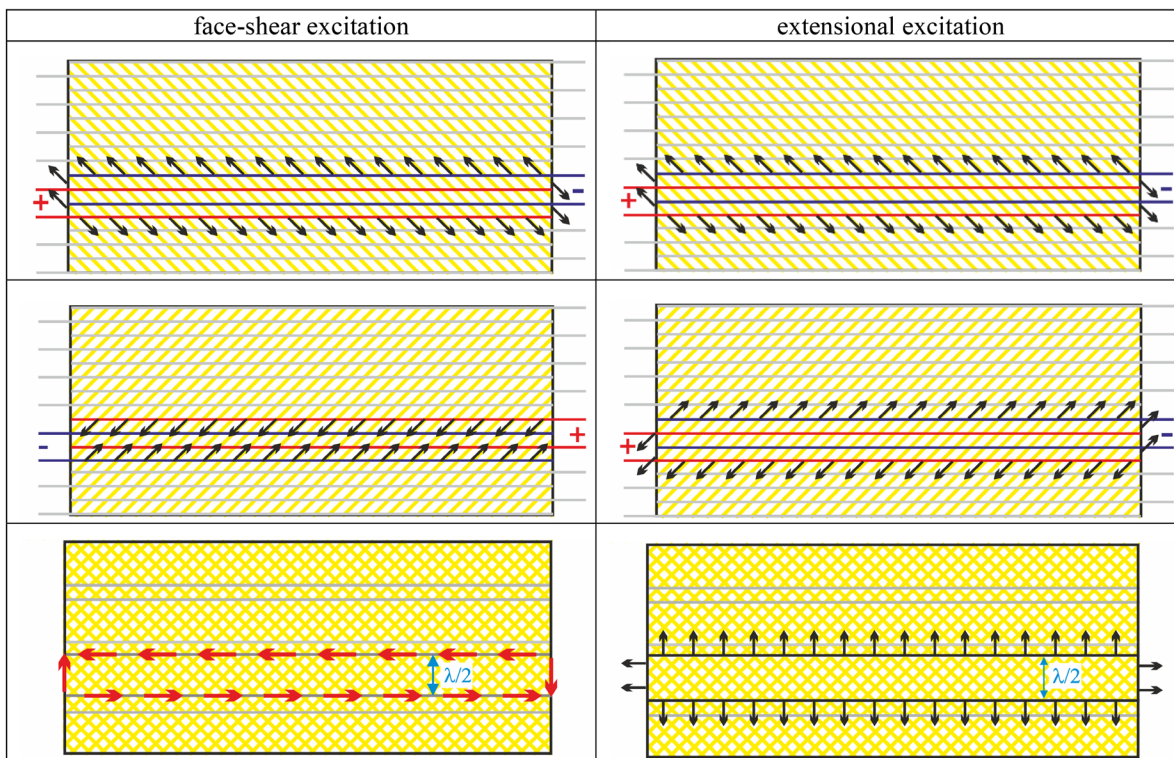 face-shear excitation
extensional excitation
+
-
+
-
-
+
+
-
λ/2
λ/2